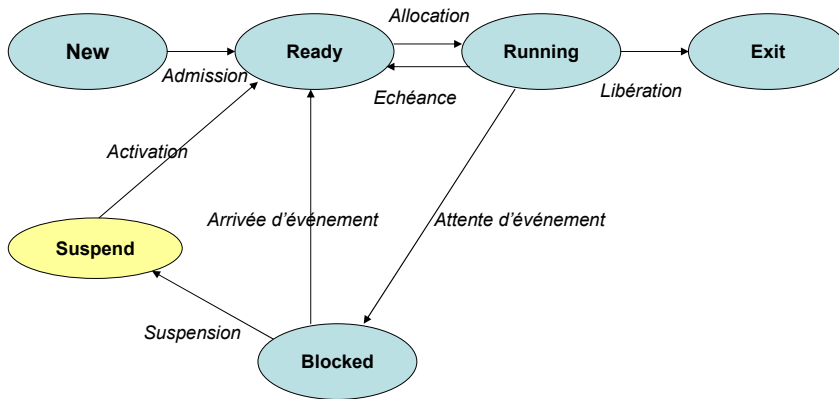 Allocation
New
Ready
Running
Exit
Admission
Echéance
Libération
Activation
Arrivée d'événement
Attente d'événement
Suspend
Suspension
Blocked